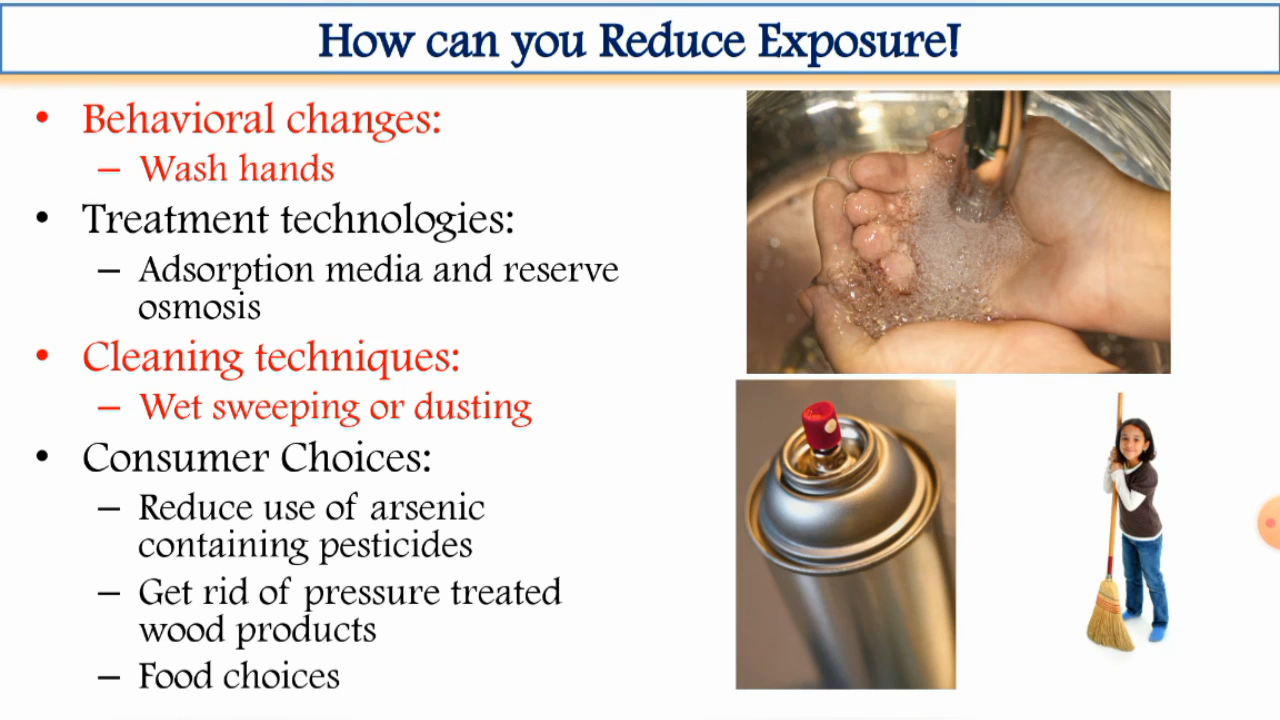 How can you Reduce Exposure!
• Behavioral changes:
– Wash hands
• Treatment technologies:
– Adsorption media and reserve
osmosis
• Cleaning techniques:
– Wet sweeping or dusting
• Consumer Choices:
– Reduce use of arsenic
containing pesticides
– Get rid of pressure treated
wood products
– Food choices